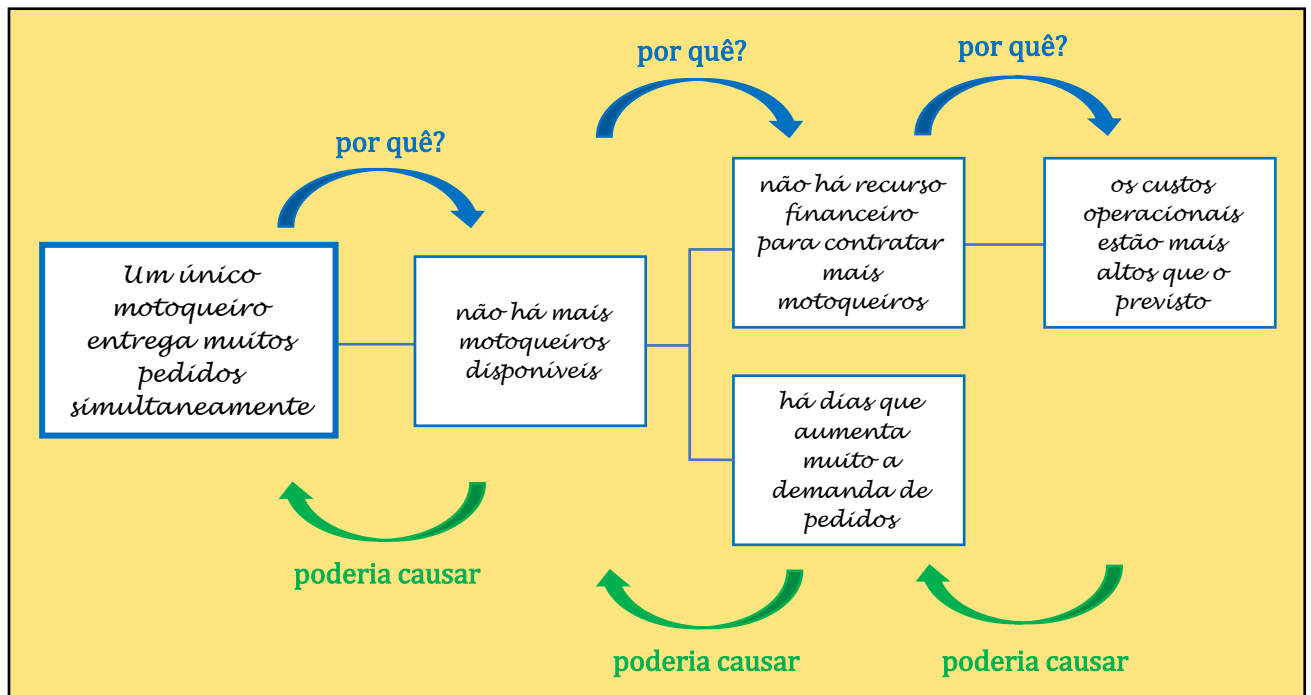 por quê?
por quê?
por quê?
Um único
motoqueiro
entrega muitos
pedidos
simultaneamente
não há mais
motoqueiros
disponíveis
não há recurso
financeiro
para contratar
mais
motoqueiros
os custos
operacionais
estão mais
altos que o
previsto
há dias que
aumenta
muito a
demanda de
pedidos
poderia causar
poderia causar
poderia causar